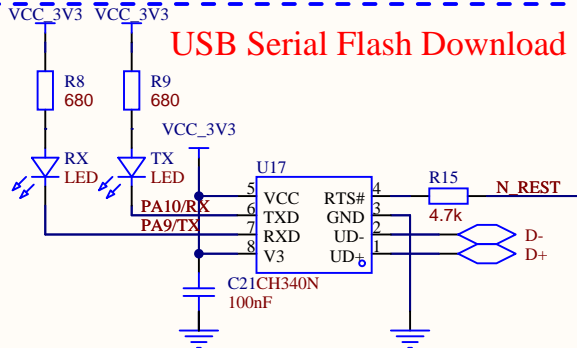 VCC_3V3 VCC_3V3
USB Serial Flash Download
R8
680
R9
680
VCC_3V3
RX
LED
TX
LED
U17
PA10/RX
PA9/TX
5 VCC
6 TXD
7 RXD
8 V3
RTS# 4
GND 3
UD- 2
UD+ 1
R15
4.7k
N_REST
D-
D+
C21
100nF
CH340N